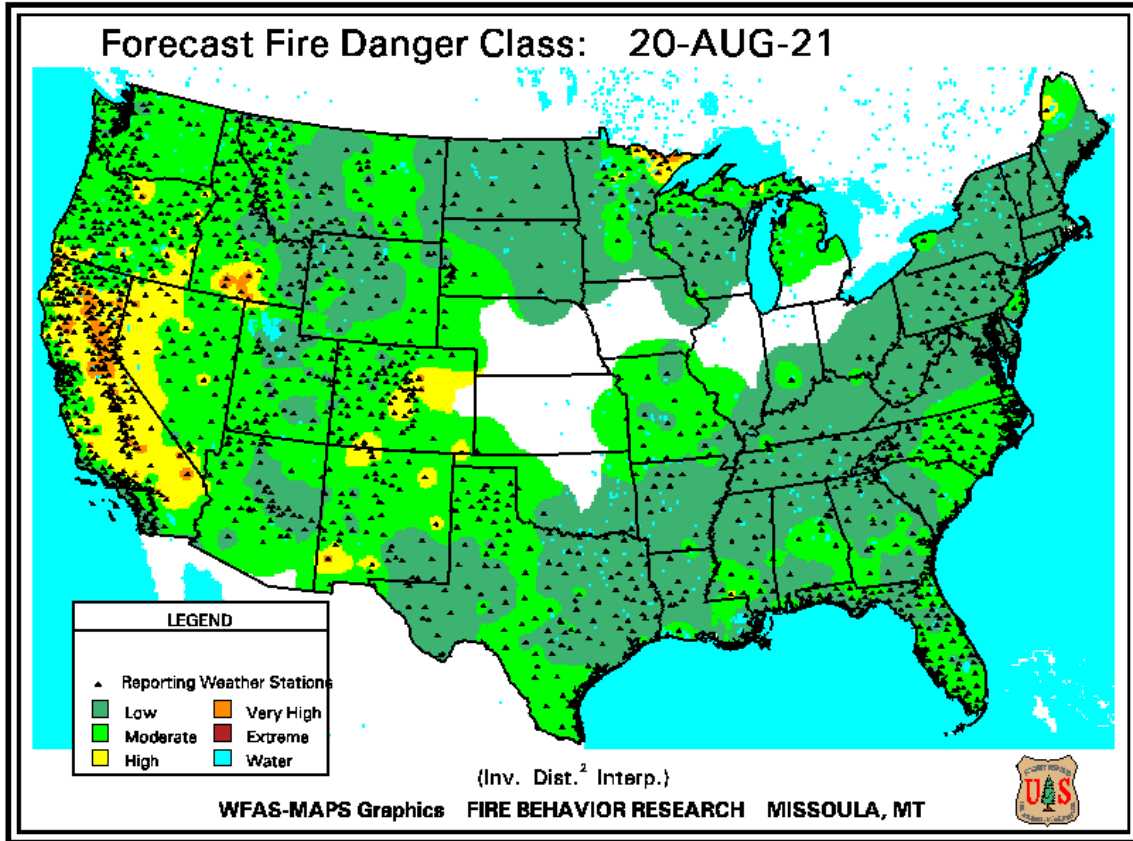 Forecast Fire Danger Class: 20-AUG-21
LEGEND
Reporting Weather Stations
Low
Very High
Moderate
Extreme
High
Water
(Inv. Dist.² Interp.)
WFAS-MAPS Graphics FIRE BEHAVIOR RESEARCH MISSOULA, MT
U S